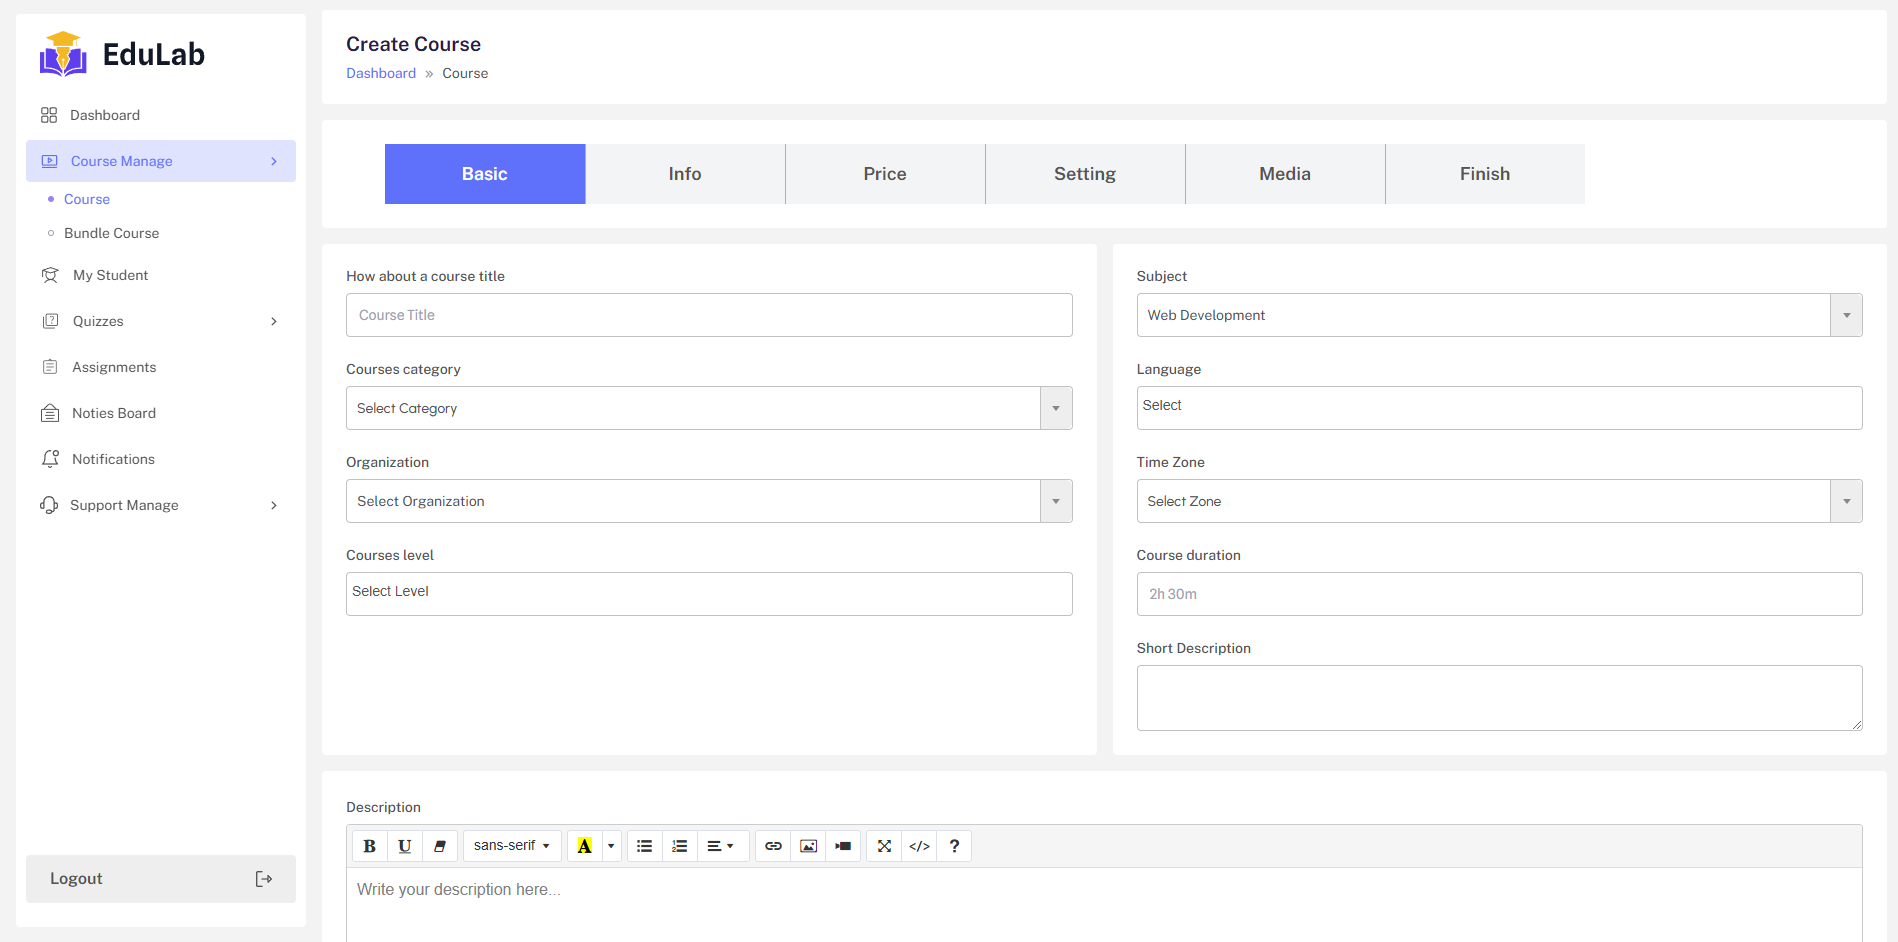 EduLab
Dashboard
Course Manage
Course
Bundle Course
My Student
Quizzes
Assignments
Noties Board
Notifications
Support Manage
Logout
Create Course
Dashboard » Course
Basic
Info
Price
Setting
Media
Finish
How about a course title
Course Title
Courses category
Select Category
Organization
Select Organization
Courses level
Select Level
Subject
Web Development
Language
Select
Time Zone
Select Zone
Course duration
2h 30m
Short Description
Description
B U sans-serif A </> ?
Write your description here...